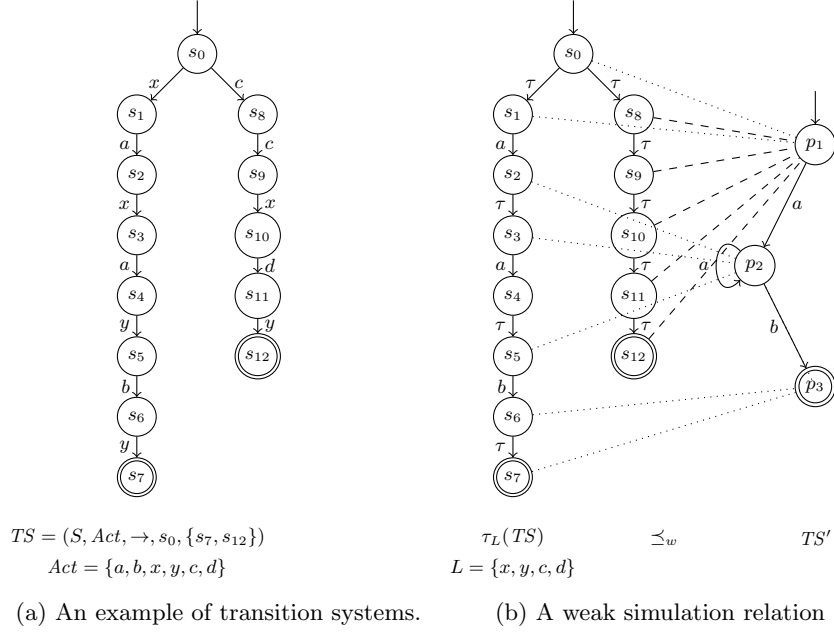 s0 s0
x c τ τ
s1 s8 s1 s8 p1
a c a τ
s2 s9 s2 s9 a
x x τ τ
s3 s10 s3 s10 a p2
a d a τ
s4 s11 s4 s11 b
y y τ τ
s5 s12 s5 s12 p3
b b
s6 s6
y τ
s7 s7
TS = (S, Act, →, s0, {s7, s12}) τL(TS) ⪯w TS′
Act = {a, b, x, y, c, d} L = {x, y, c, d}
(a) An example of transition systems. (b) A weak simulation relation